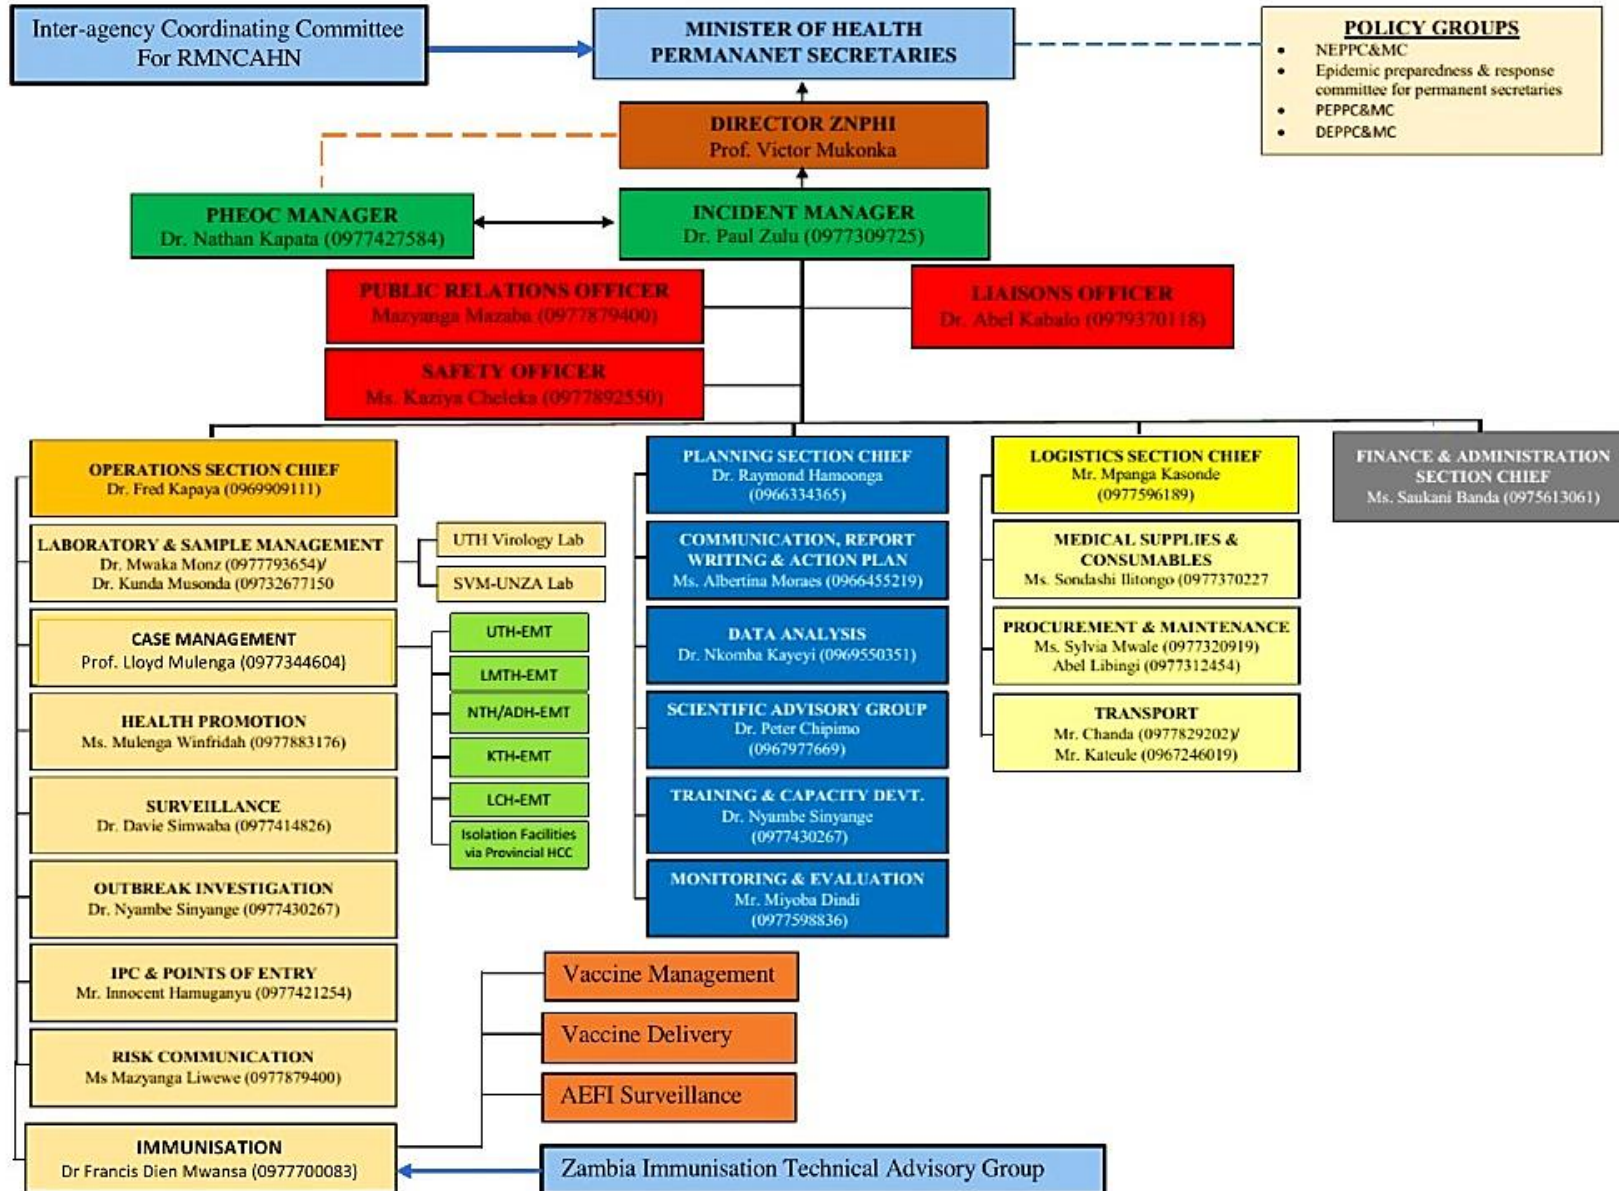 Inter-agency Coordinating Committee
For RMNCAHN
MINISTER OF HEALTH
PERMANANET SECRETARIES
POLICY GROUPS
• NEPPC&MC
• Epidemic preparedness & response
committee for permanent secretaries
• PEPPC&MC
• DEPPC&MC
DIRECTOR ZNPHI
Prof. Victor Mukonka
PHEOC MANAGER
Dr. Nathan Kapata (0977427584)
INCIDENT MANAGER
Dr. Paul Zulu (0977309725)
PUBLIC RELATIONS OFFICER
Mazyanga Mazaba (0977879400)
LIAISONS OFFICER
Dr. Abel Kabalo (0979370118)
SAFETY OFFICER
Ms. Kaziya Cheleka (0977892550)
OPERATIONS SECTION CHIEF
Dr. Fred Kapaya (0969909111)
LABORATORY & SAMPLE MANAGEMENT
Dr. Mwaka Monz (0977793654)/
Dr. Kunda Musonda (09732677150
UTH Virology Lab
SVM-UNZA Lab
CASE MANAGEMENT
Prof. Lloyd Mulenga (0977344604)
UTH-EMT
LMTH-EMT
NTH/ADH-EMT
KTH-EMT
LCH-EMT
Isolation Facilities
via Provincial HCC
HEALTH PROMOTION
Ms. Mulenga Winfridah (0977883176)
SURVEILLANCE
Dr. Davie Simwaba (0977414826)
OUTBREAK INVESTIGATION
Dr. Nyambe Sinyange (0977430267)
IPC & POINTS OF ENTRY
Mr. Innocent Hamuganyu (0977421254)
RISK COMMUNICATION
Ms Mazyanga Liwewe (0977879400)
IMMUNISATION
Dr Francis Dien Mwansa (0977700083)
Vaccine Management
Vaccine Delivery
AEFI Surveillance
Zambia Immunisation Technical Advisory Group
PLANNING SECTION CHIEF
Dr. Raymond Hamoonga
(0966334365)
COMMUNICATION, REPORT
WRITING & ACTION PLAN
Ms. Albertina Moraes (0966455219)
DATA ANALYSIS
Dr. Nkomba Kayeyi (0969550351)
SCIENTIFIC ADVISORY GROUP
Dr. Peter Chipimo
(0967977669)
TRAINING & CAPACITY DEVT.
Dr. Nyambe Sinyange
(0977430267)
MONITORING & EVALUATION
Mr. Miyoba Dindi
(0977598836)
LOGISTICS SECTION CHIEF
Mr. Mpanga Kasonde
(0977596189)
MEDICAL SUPPLIES &
CONSUMABLES
Ms. Sondashi Ilitongo (0977370227
PROCUREMENT & MAINTENANCE
Ms. Sylvia Mwale (0977320919)
Abel Libingi (0977312454)
TRANSPORT
Mr. Chanda (0977829202)/
Mr. Kateule (0967246019)
FINANCE & ADMINISTRATION
SECTION CHIEF
Ms. Saukani Banda (0975613061)